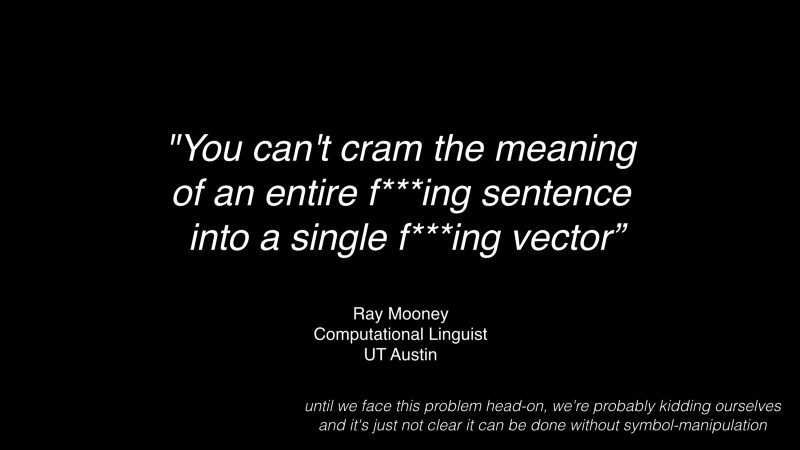 "You can't cram the meaning
of an entire f***ing sentence
into a single f***ing vector”
Ray Mooney
Computational Linguist
UT Austin
until we face this problem head-on, we're probably kidding ourselves
and it's just not clear it can be done without symbol-manipulation